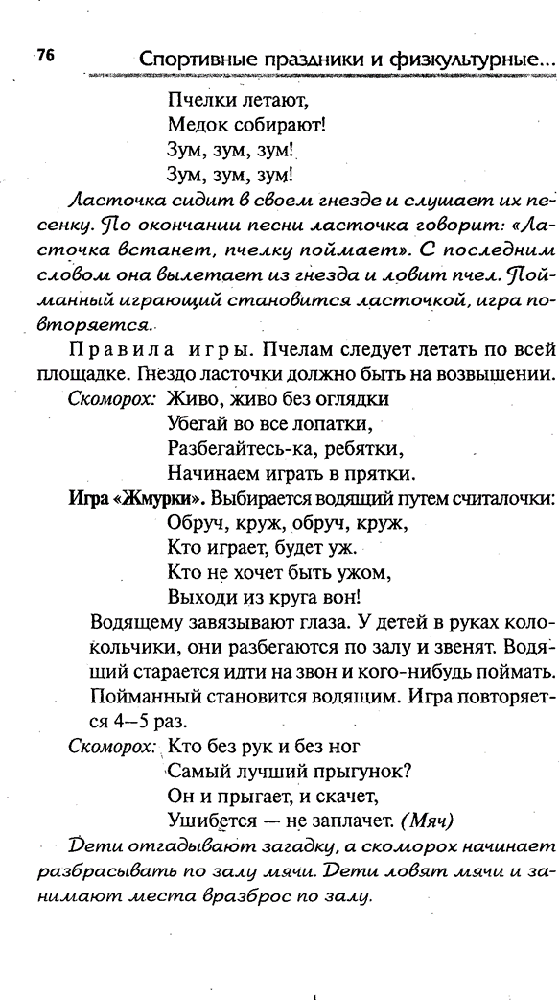 76
Спортивные праздники и физкультурные...
Пчелки летают,
Медок собирают!
Зум, зум, зум!
Зум, зум, зум!
Ласточка сидит в своем гнезде и слушает их пе-
сенку. По окончании песни ласточка говорит: «Ла-
сточка встанет, пчелку поймает». С последним
словом она вылетает из гнезда и ловит пчел. Пой-
манный играющий становится ласточкой, игра по-
вторяется.
Правила игры. Пчелам следует летать по всей
площадке. Гнездо ласточки должно быть на возвышении.
Скоморох: Живо, живо без оглядки
Убегай во все лопатки,
Разбегайтесь-ка, ребятки,
Начинаем играть в прятки.
Игра «Жмурки». Выбирается водящий путем считалочки:
Обруч, круж, обруч, круж,
Кто играет, будет уж.
Кто не хочет быть ужом,
Выходи из круга вон!
Водящему завязывают глаза. У детей в руках коло-
кольчики, они разбегаются по залу и звенят. Водя-
щий старается идти на звон и кого-нибудь поймать.
Пойманный становится водящим. Игра повторяет-
ся 4–5 раз.
Скоморох: Кто без рук и без ног
Самый лучший прыгунок?
Он и прыгает, и скачет,
Ушибется — не заплачет. (Мяч)
Дети отгадывают загадку, а скоморох начинает
разбрасывать по залу мячи. Дети ловят мячи и за-
нимают места вразброс по залу.